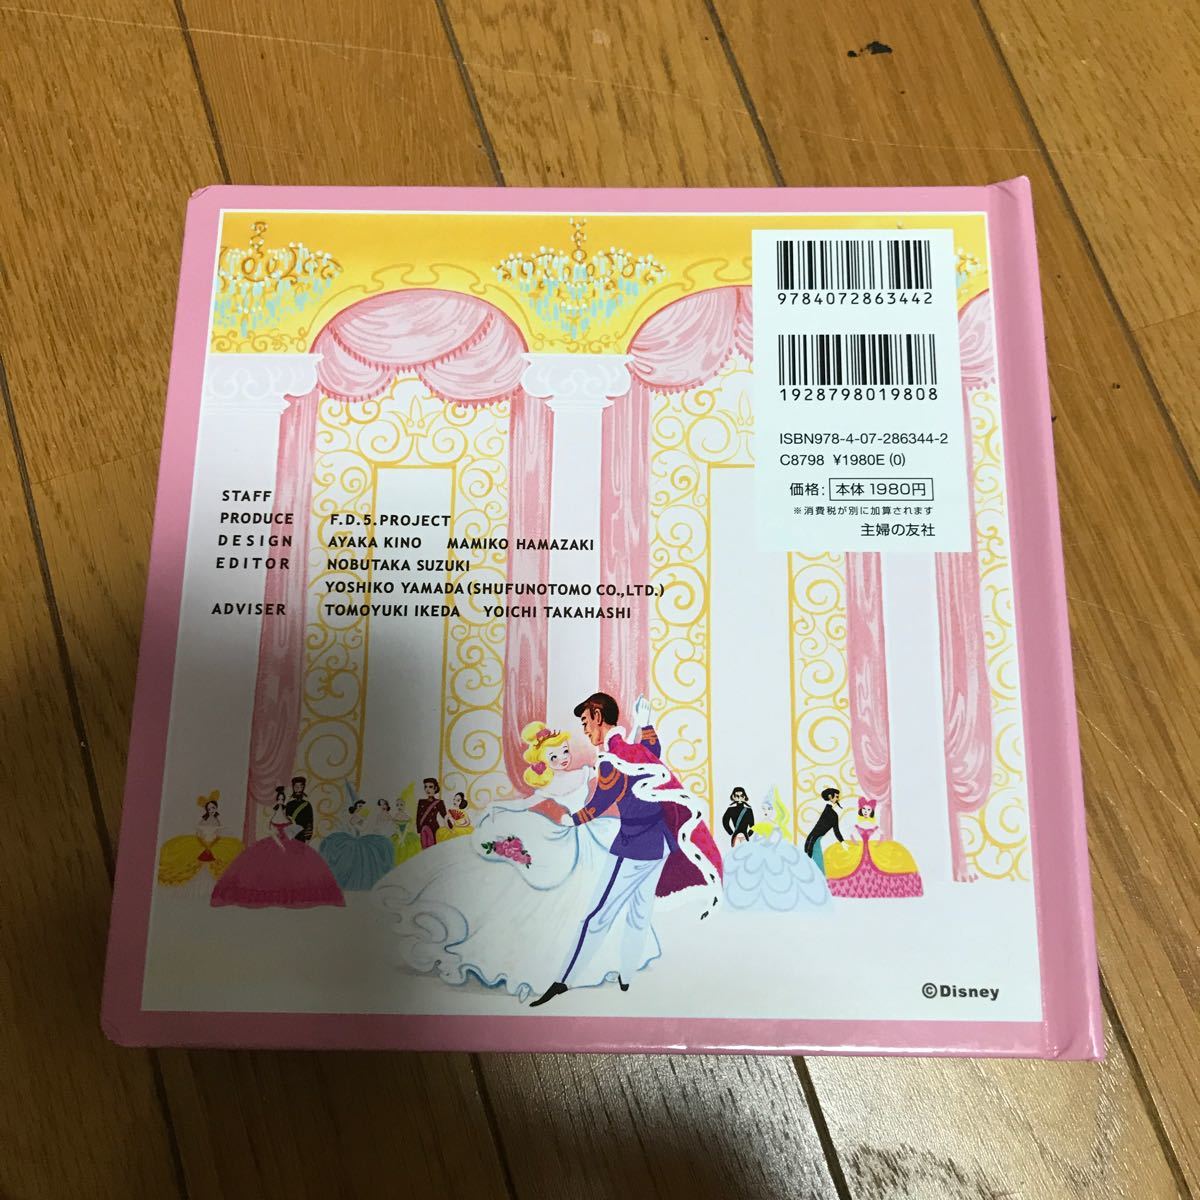 9784072863442
1928798019808
ISBN978-4-07-286344-2
C8798 ¥1980E (0)
価格: 本体 1980円
※消費税が別に加算されます
主婦の友社
STAFF
PRODUCE F.D.5.PROJECT
DESIGN AYAKA KINO MAMIKO HAMAZAKI
EDITOR NOBUTAKA SUZUKI
YOSHIKO YAMADA(SHUFUNOTOMO CO.,LTD.)
ADVISER TOMOYUKI IKEDA YOICHI TAKAHASHI
©Disney